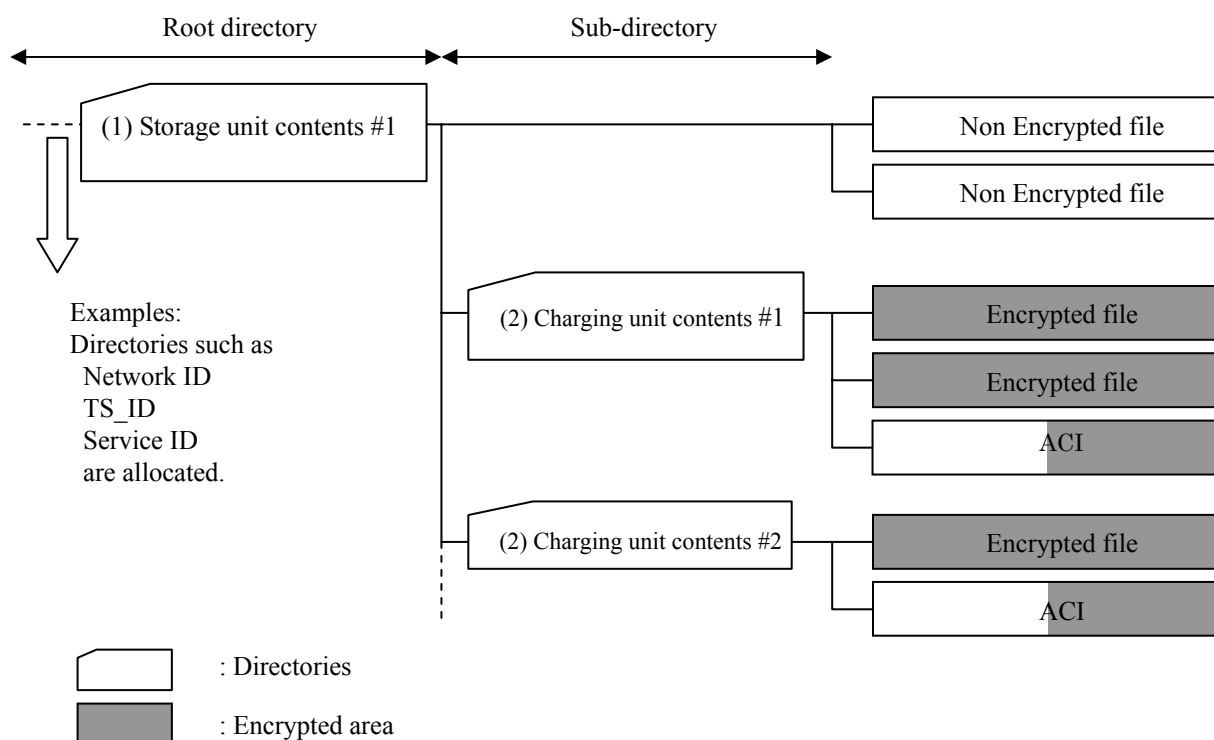 Root directory
Sub-directory
(1) Storage unit contents #1
Non Encrypted file
Non Encrypted file
Examples:
Directories such as
Network ID
TS_ID
Service ID
are allocated.
(2) Charging unit contents #1
Encrypted file
Encrypted file
ACI
(2) Charging unit contents #2
Encrypted file
ACI
: Directories
: Encrypted area